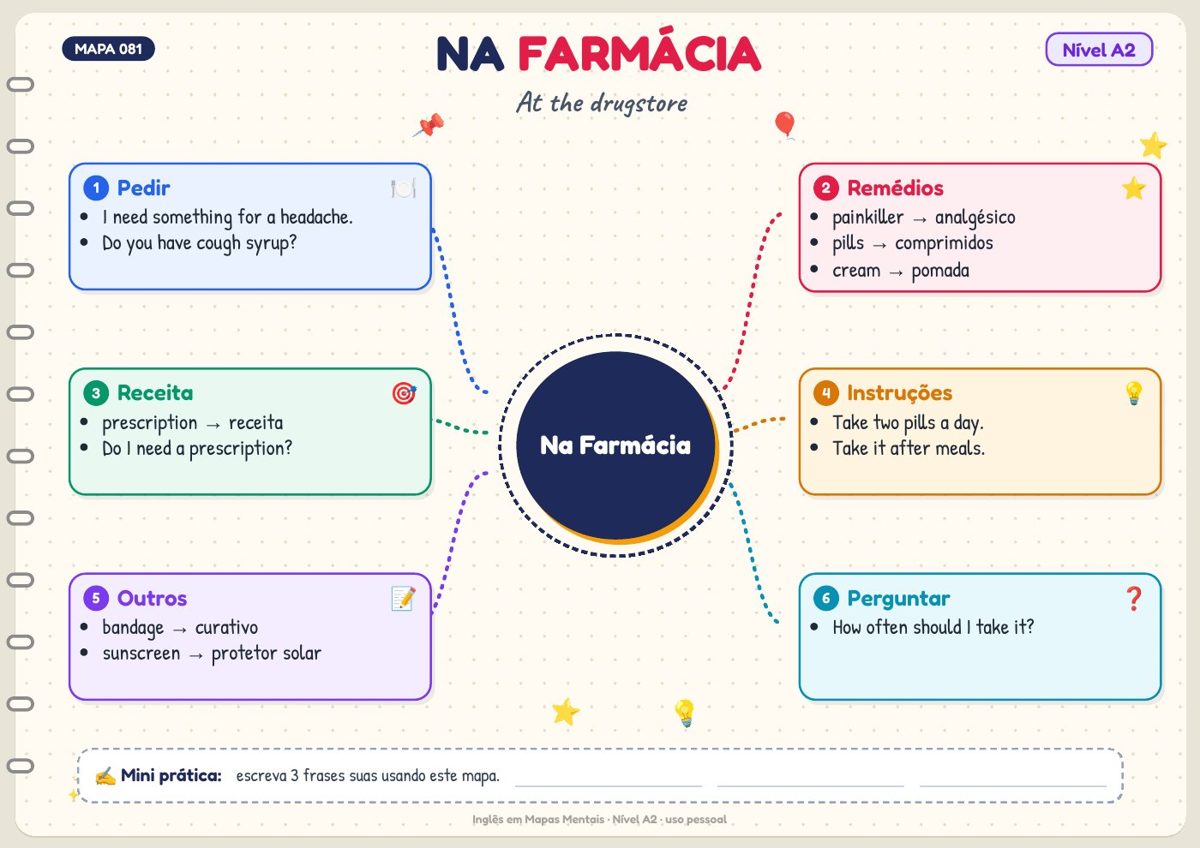 MAPA 081
NA FARMÁCIA
Nível A2
At the drugstore
1 Pedir
• I need something for a headache.
• Do you have cough syrup?
2 Remédios
• painkiller → analgésico
• pills → comprimidos
• cream → pomada
3 Receita
• prescription → receita
• Do I need a prescription?
4 Instruções
• Take two pills a day.
• Take it after meals.
Na Farmácia
5 Outros
• bandage → curativo
• sunscreen → protetor solar
6 Perguntar
• How often should I take it?
Mini prática: escreva 3 frases suas usando este mapa.
Inglês em Mapas Mentais · Nível A2 · uso pessoal